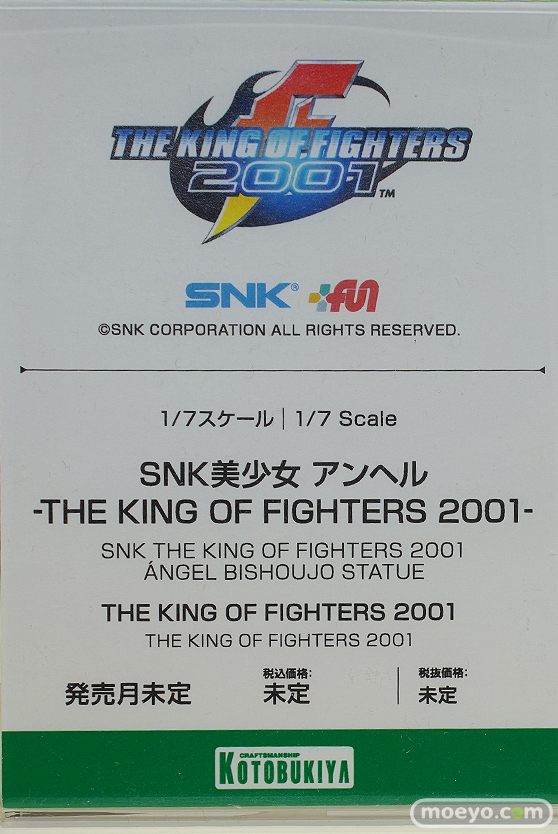 THE KING OF FIGHTERS
2001™
SNK® +fun
©SNK CORPORATION ALL RIGHTS RESERVED.
1/7スケール | 1/7 Scale
SNK美少女 アンヘル
-THE KING OF FIGHTERS 2001-
SNK THE KING OF FIGHTERS 2001
ÁNGEL BISHOUJO STATUE
THE KING OF FIGHTERS 2001
THE KING OF FIGHTERS 2001
発売月未定
税込価格:
未定
税抜価格:
未定
CRAFTSMANSHIP
KOTOBUKIYA
moeyo.com